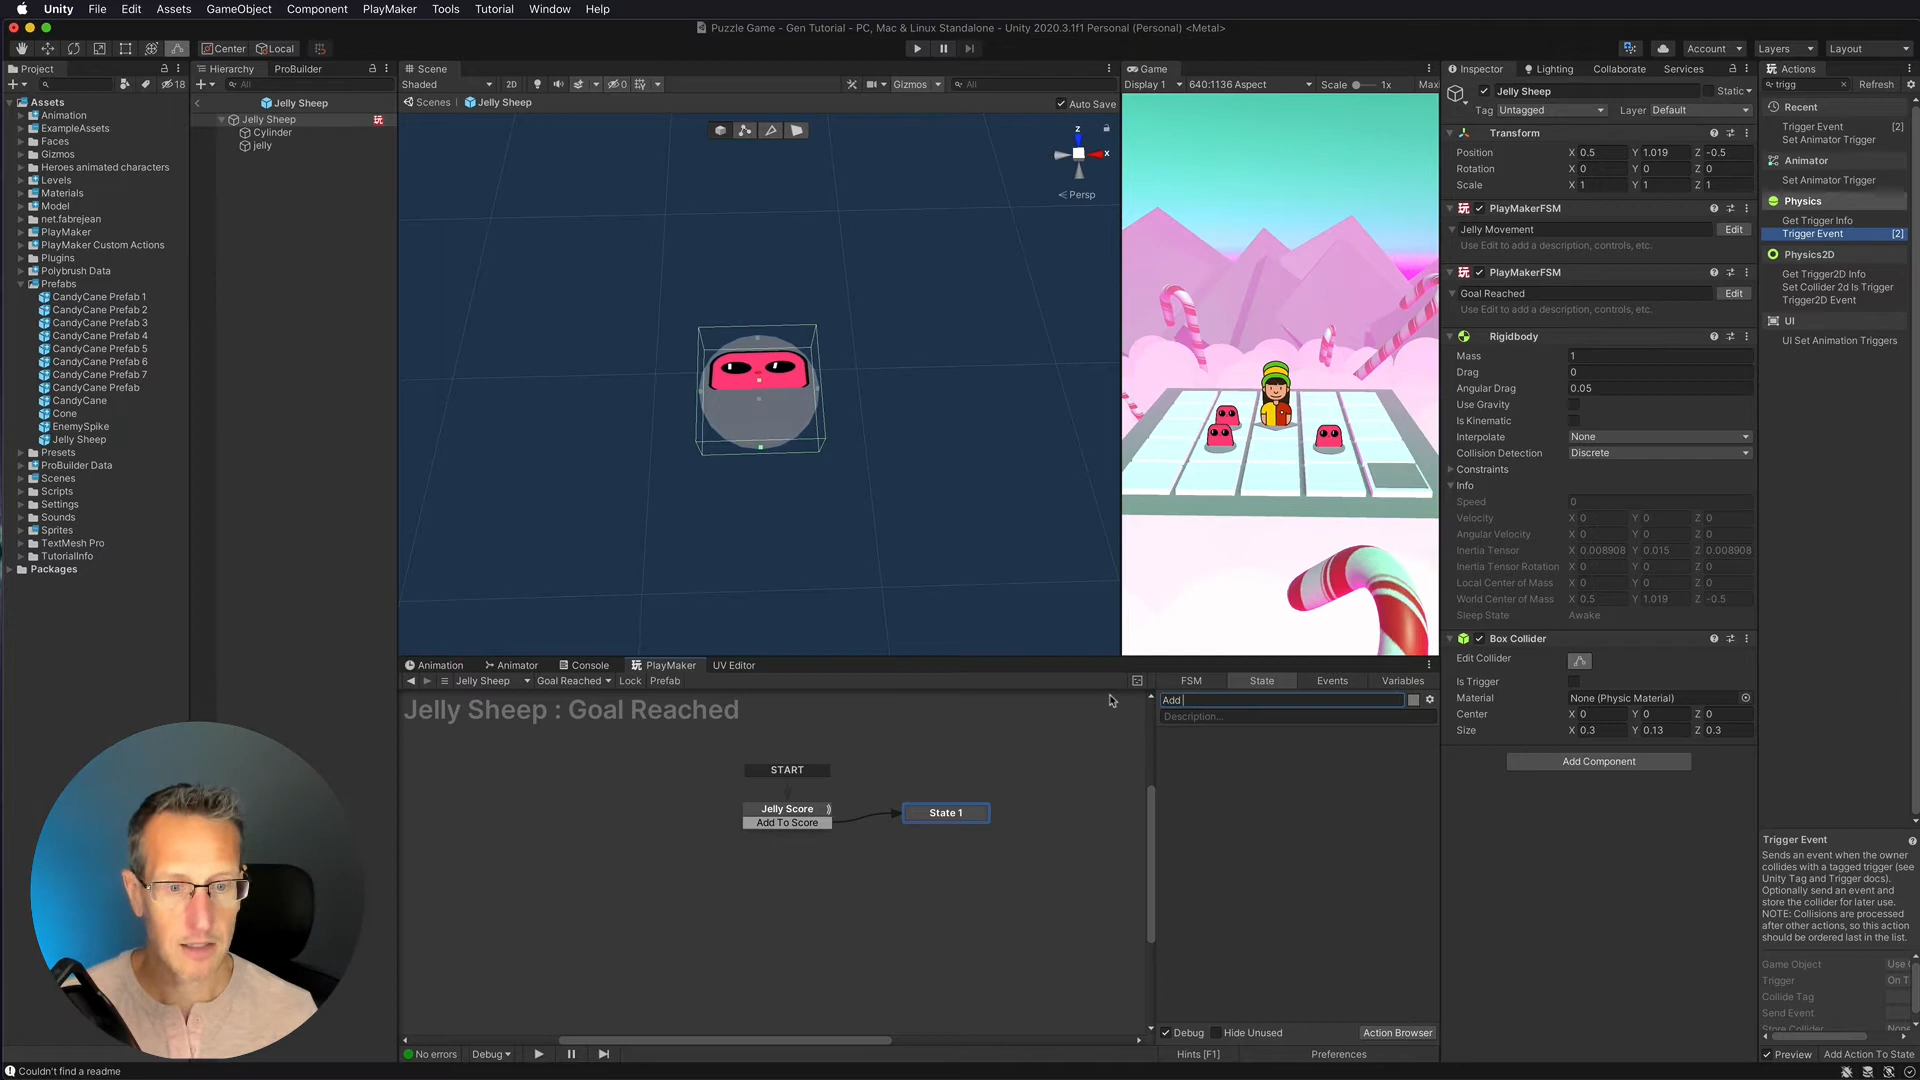 Unity File Edit Assets GameObject Component PlayMaker Tools Tutorial Window Help
Puzzle Game - Gen Tutorial - PC, Mac & Linux Standalone - Unity 2020.3.1f1 Personal (Personal) <Metal>
Center Local Account Layers Layout
Project
18
Assets
Animation
ExampleAssets
Faces
Gizmos
Heroes animated characters
Levels
Materials
Model
net.fabrejean
PlayMaker
PlayMaker Custom Actions
Plugins
Polybrush Data
Prefabs
CandyCane Prefab 1
CandyCane Prefab 2
CandyCane Prefab 3
CandyCane Prefab 4
CandyCane Prefab 5
CandyCane Prefab 6
CandyCane Prefab 7
CandyCane Prefab
CandyCane
Cone
EnemySpike
Jelly Sheep
Presets
ProBuilder Data
Scenes
Scripts
Settings
Sounds
Sprites
TextMesh Pro
TutorialInfo
Packages
Hierarchy ProBuilder
All
Jelly Sheep
Jelly Sheep
Cylinder
jelly
Scene
Shaded 2D 0 Gizmos All
Scenes Jelly Sheep Auto Save
z
x
Persp
Game
Display 1 640:1136 Aspect Scale 1x Maxi
Inspector Lighting Collaborate Services
Jelly Sheep Static
Tag Untagged Layer Default
Transform
Position X 0.5 Y 1.019 Z -0.5
Rotation X 0 Y 0 Z 0
Scale X 1 Y 1 Z 1
PlayMakerFSM
Jelly Movement Edit
Use Edit to add a description, controls, etc.
PlayMakerFSM
Goal Reached Edit
Use Edit to add a description, controls, etc.
Rigidbody
Mass 1
Drag 0
Angular Drag 0.05
Use Gravity
Is Kinematic
Interpolate None
Collision Detection Discrete
Constraints
Info
Speed 0
Velocity X 0 Y 0 Z 0
Angular Velocity X 0 Y 0 Z 0
Inertia Tensor X 0.008908 Y 0.015 Z 0.008908
Inertia Tensor Rotation X 0 Y 0 Z 0
Local Center of Mass X 0 Y 0 Z 0
World Center of Mass X 0.5 Y 1.019 Z -0.5
Sleep State Awake
Box Collider
Edit Collider
Is Trigger
Material None (Physic Material)
Center X 0 Y 0 Z 0
Size X 0.3 Y 0.13 Z 0.3
Add Component
Actions
trigg Refresh
Recent
Trigger Event [2]
Set Animator Trigger
Animator
Set Animator Trigger
Physics
Get Trigger Info
Trigger Event [2]
Physics2D
Get Trigger2D Info
Set Collider 2d Is Trigger
Trigger2D Event
UI
UI Set Animation Triggers
Trigger Event
Sends an event when the owner
collides with a tagged trigger (see
Unity Tag and Trigger docs).
Optionally send an event and
store the collider for later use.
NOTE: Collisions are processed
after other actions, so this action
should be ordered last in the list.
Game Object Use
Trigger On T
Collide Tag
Send Event
Store Collider None
Preview Add Action To State
Animation Animator Console PlayMaker UV Editor
Jelly Sheep Goal Reached Lock Prefab
Jelly Sheep : Goal Reached
START
Jelly Score
Add To Score
State 1
FSM State Events Variables
Add
Description...
Debug Hide Unused Action Browser
No errors Debug Hints [F1] Preferences
Couldn't find a readme